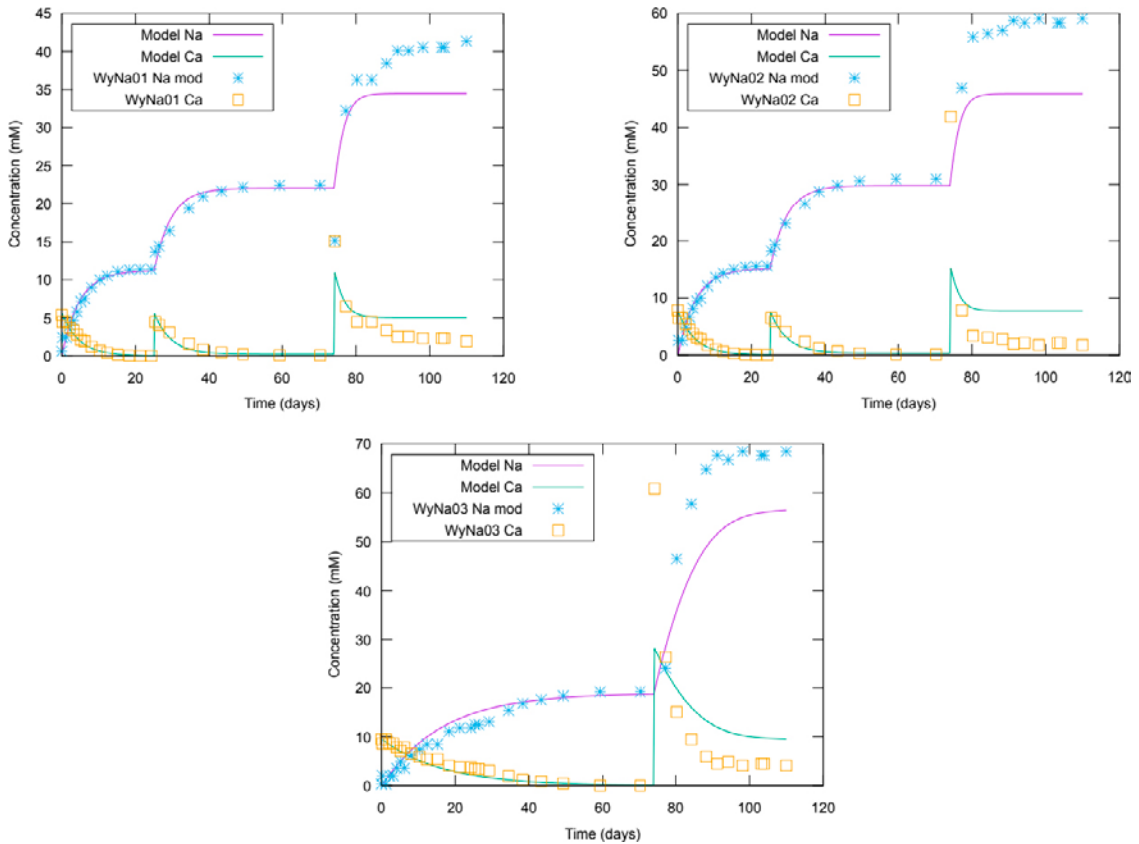 45
40
35
30
25
20
15
10
5
0
Concentration (mM)
Model Na
Model Ca
WyNa01 Na mod
WyNa01 Ca
0 20 40 60 80 100 120
Time (days)
60
50
40
30
20
10
0
Concentration (mM)
Model Na
Model Ca
WyNa02 Na mod
WyNa02 Ca
0 20 40 60 80 100 120
Time (days)
70
60
50
40
30
20
10
0
Concentration (mM)
Model Na
Model Ca
WyNa03 Na mod
WyNa03 Ca
0 20 40 60 80 100 120
Time (days)